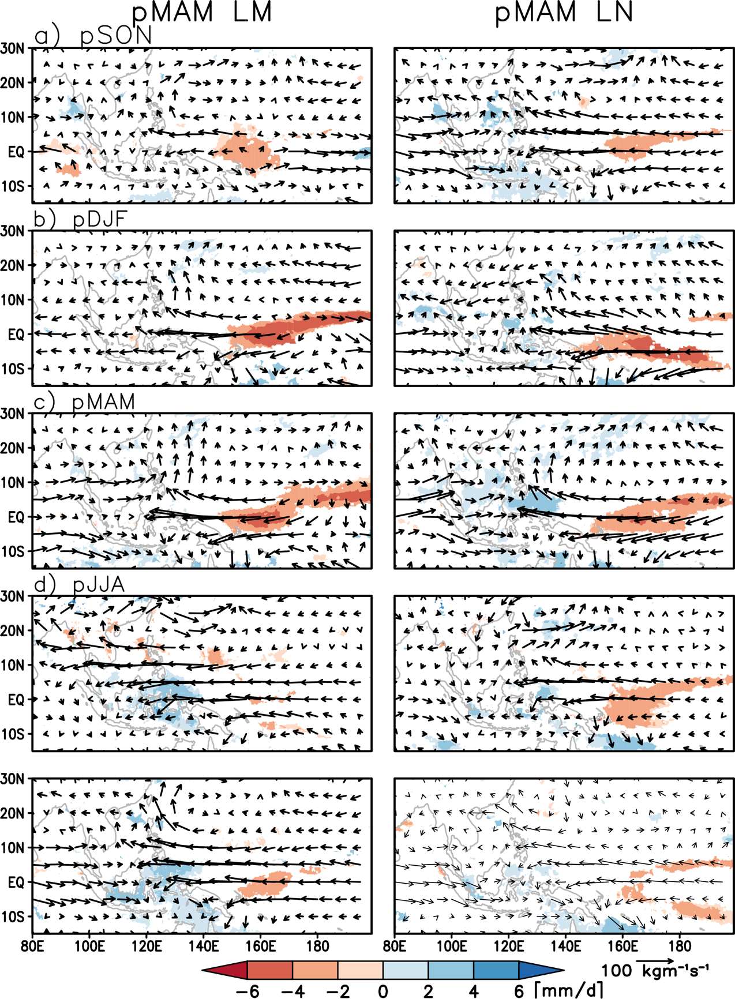 pMAM LM pMAM LN
a) pSON
30N
20N
10N
EQ
10S
b) pDJF
30N
20N
10N
EQ
10S
c) pMAM
30N
20N
10N
EQ
10S
d) pJJA
30N
20N
10N
EQ
10S
30N
20N
10N
EQ
10S
80E 100E 120E 140E 160E 180 80E 100E 120E 140E 160E 180
100 kgm⁻¹s⁻¹
−6 −4 −2 0 2 4 6 [mm/d]